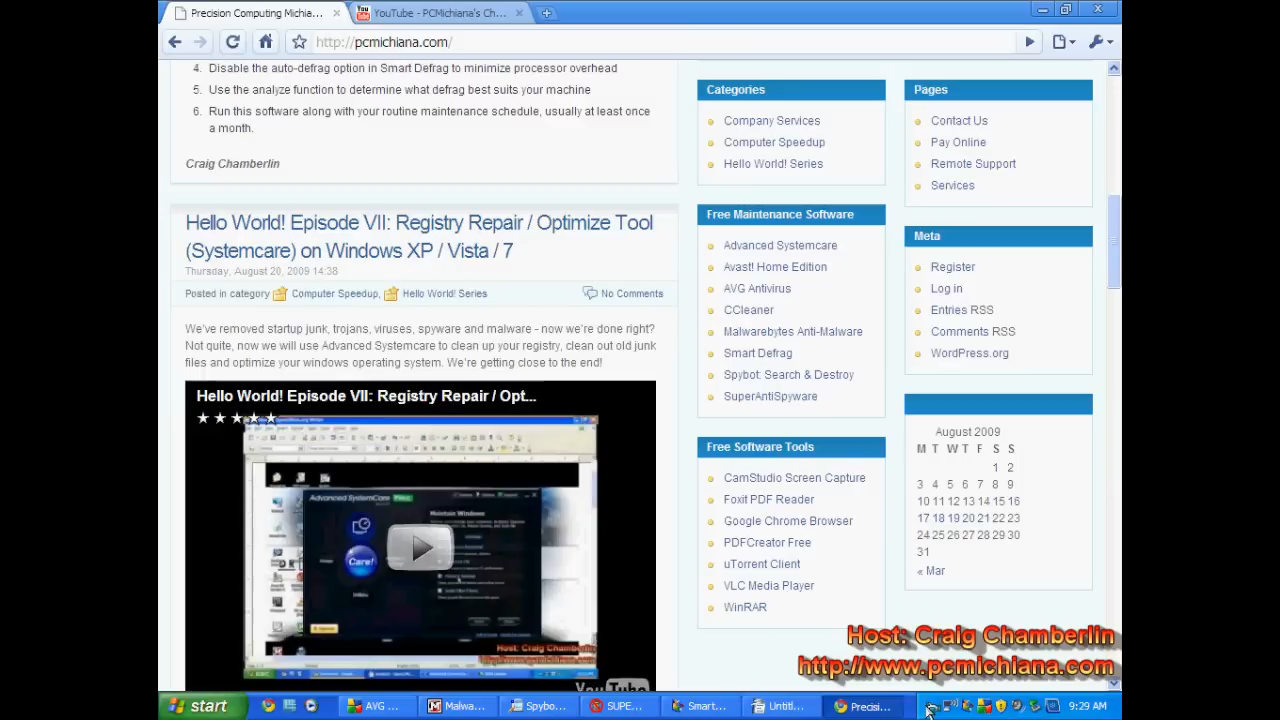 Precision Computing Michia...
YouTube - PCMichiana's Ch...
http://pcmichiana.com/
4. Disable the auto-defrag option in Smart Defrag to minimize processor overhead
5. Use the analyze function to determine what defrag best suits your machine
6. Run this software along with your routine maintenance schedule, usually at least once
a month.
Craig Chamberlin
Hello World! Episode VII: Registry Repair / Optimize Tool
(Systemcare) on Windows XP / Vista / 7
Thursday, August 20, 2009 14:38
Posted in category Computer Speedup, Hello World! Series
No Comments
We've removed startup junk, trojans, viruses, spyware and malware - now we're done right?
Not quite, now we will use Advanced Systemcare to clean up your registry, clean out old junk
files and optimize your windows operating system. We're getting close to the end!
Hello World! Episode VII: Registry Repair / Opt...
Advanced SystemCare
Maintain Windows
Care!
Host: Craig Chamberlin
http://www.pcmichiana.com
YouTube
Categories
Company Services
Computer Speedup
Hello World! Series
Free Maintenance Software
Advanced Systemcare
Avast! Home Edition
AVG Antivirus
CCleaner
Malwarebytes Anti-Malware
Smart Defrag
Spybot: Search & Destroy
SuperAntiSpyware
Free Software Tools
CamStudio Screen Capture
Foxit PDF Reader
Google Chrome Browser
PDFCreator Free
uTorrent Client
VLC Media Player
WinRAR
Pages
Contact Us
Pay Online
Remote Support
Services
Meta
Register
Log in
Entries RSS
Comments RSS
WordPress.org
August 2009
M T W T F S S
1 2
3 4 5 6 7 8 9
10 11 12 13 14 15 16
17 18 19 20 21 22 23
24 25 26 27 28 29 30
31
« Mar
Host: Craig Chamberlin
http://www.pcmichiana.com
start
AVG ...
Malwa...
Spybo...
SUPE...
Smart...
Untitl...
Precisi...
9:29 AM